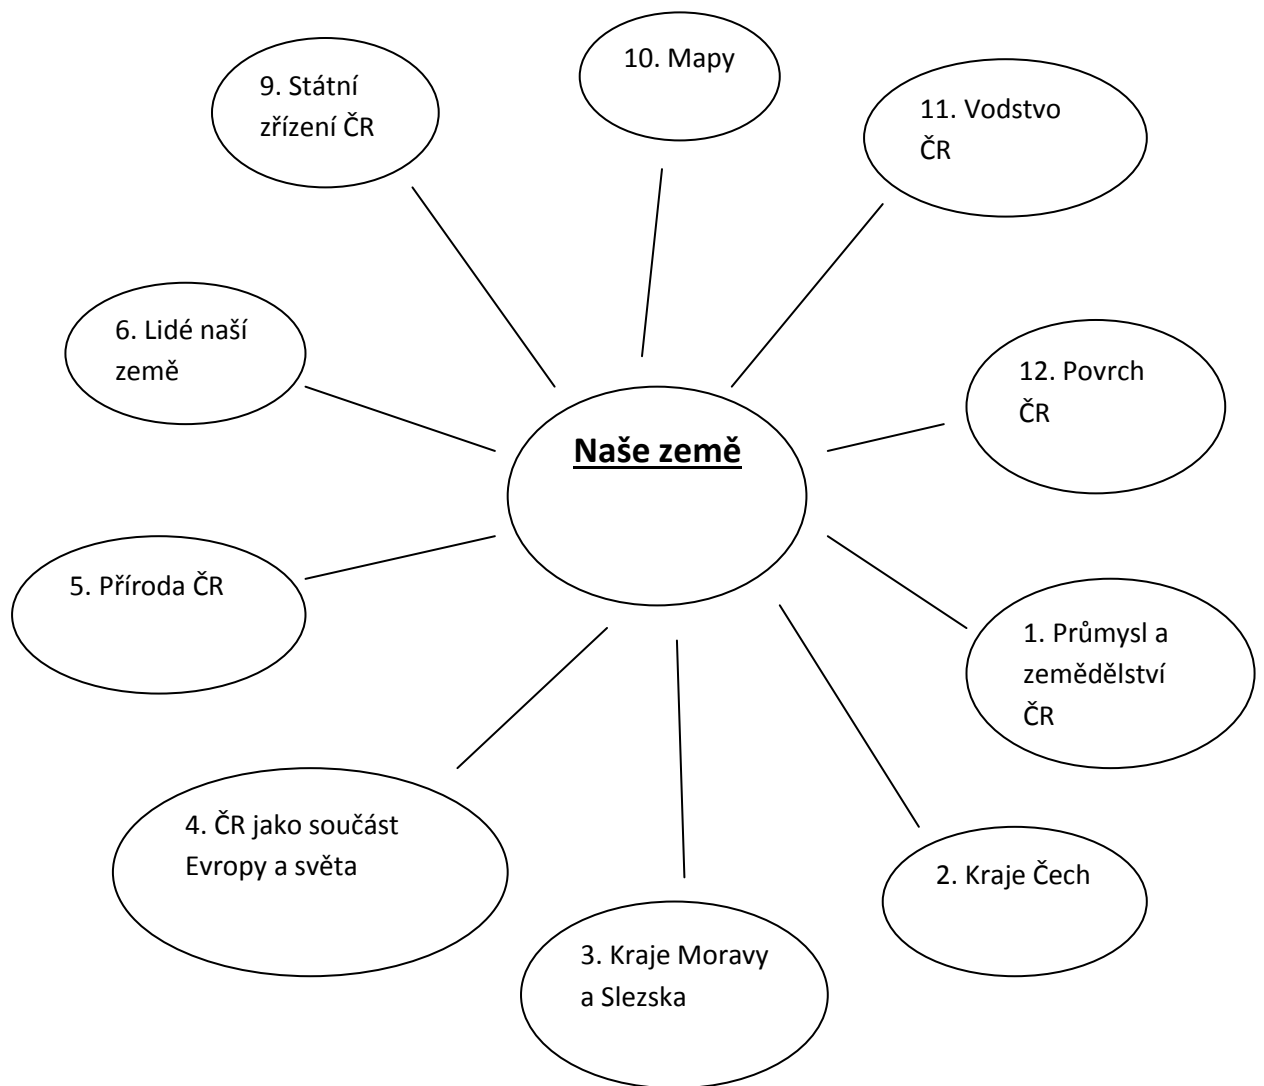 10. Mapy
9. Státní
zřízení ČR
11. Vodstvo
ČR
6. Lidé naší
země
12. Povrch
ČR
Naše země
5. Příroda ČR
1. Průmysl a
zemědělství
ČR
4. ČR jako součást
Evropy a světa
2. Kraje Čech
3. Kraje Moravy
a Slezska